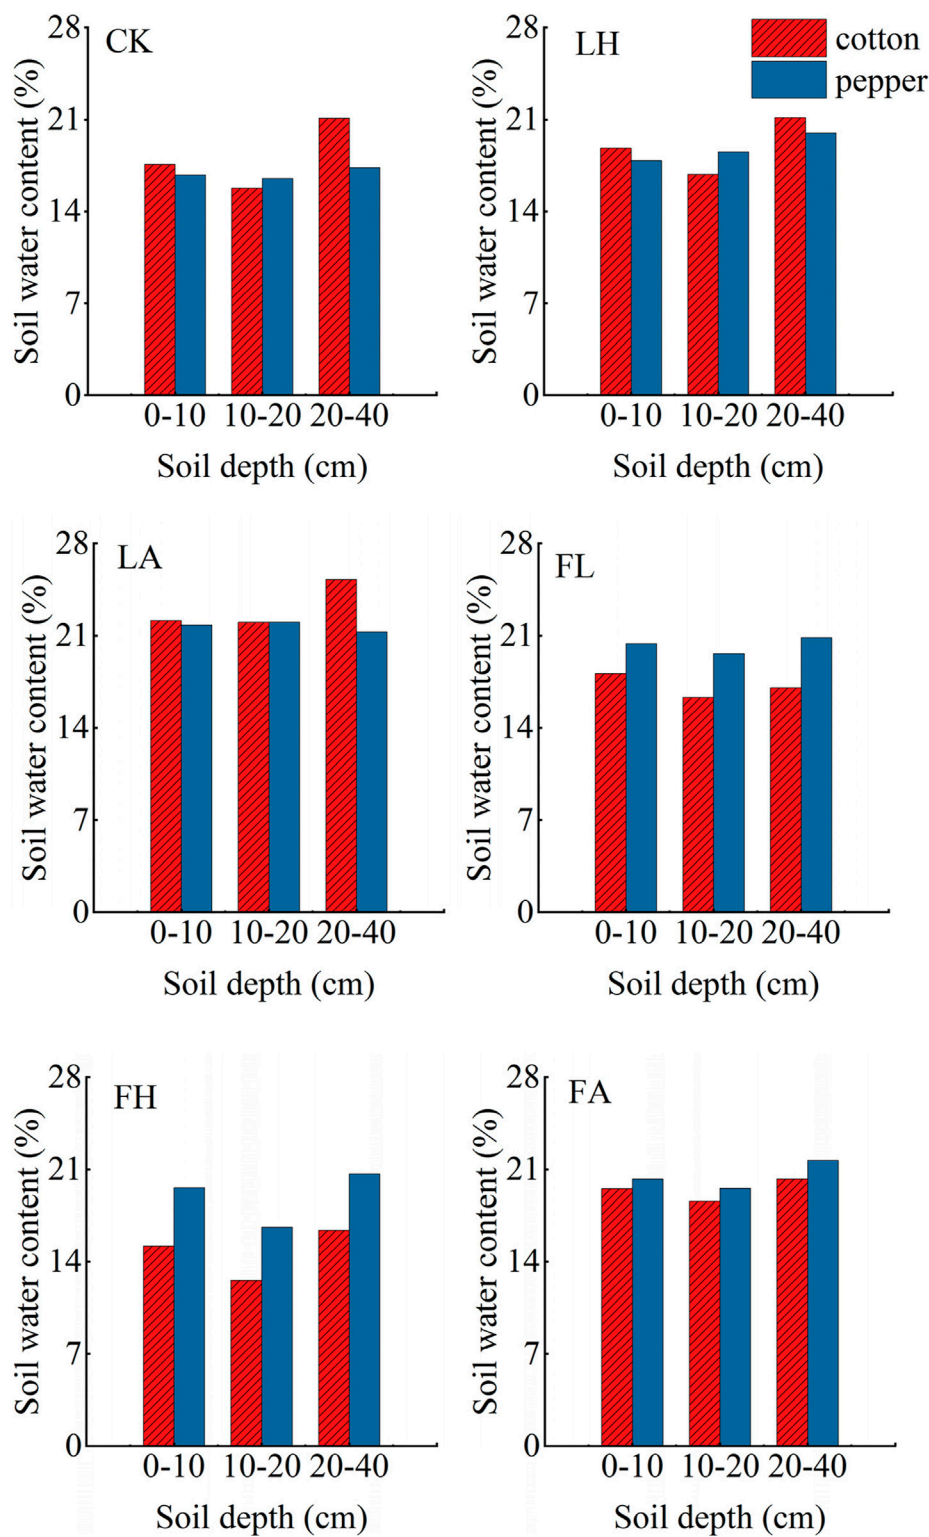 CK
Soil water content (%)
28
21
14
7
0
0-10 10-20 20-40
Soil depth (cm)
LH
cotton
pepper
Soil water content (%)
28
21
14
7
0
0-10 10-20 20-40
Soil depth (cm)
LA
Soil water content (%)
28
21
14
7
0
0-10 10-20 20-40
Soil depth (cm)
FL
Soil water content (%)
28
21
14
7
0
0-10 10-20 20-40
Soil depth (cm)
FH
Soil water content (%)
28
21
14
7
0
0-10 10-20 20-40
Soil depth (cm)
FA
Soil water content (%)
28
21
14
7
0
0-10 10-20 20-40
Soil depth (cm)